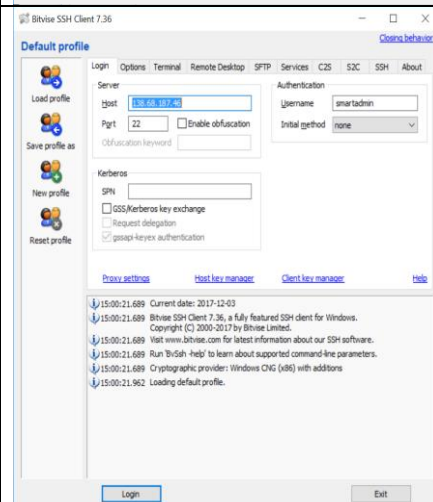 Bitvise SSH Client 7.36
Default profile
Closing behavior
Load profile
Save profile as
New profile
Reset profile
Login Options Terminal Remote Desktop SFTP Services C2S S2C SSH About
Server
Host 138.68.187.46
Port 22 Enable obfuscation
Obfuscation keyword
Authentication
Username smartadmin
Initial method none
Kerberos
SPN
GSS/Kerberos key exchange
Request delegation
gssapi-keyex authentication
Proxy settings Host key manager Client key manager Help
15:00:21.689 Current date: 2017-12-03
15:00:21.689 Bitvise SSH Client 7.36, a fully featured SSH client for Windows.
Copyright (C) 2000-2017 by Bitvise Limited.
15:00:21.689 Visit www.bitvise.com for latest information about our SSH software.
15:00:21.689 Run 'BvSsh -help' to learn about supported command-line parameters.
15:00:21.689 Cryptographic provider: Windows CNG (x86) with additions
15:00:21.962 Loading default profile.
Login Exit